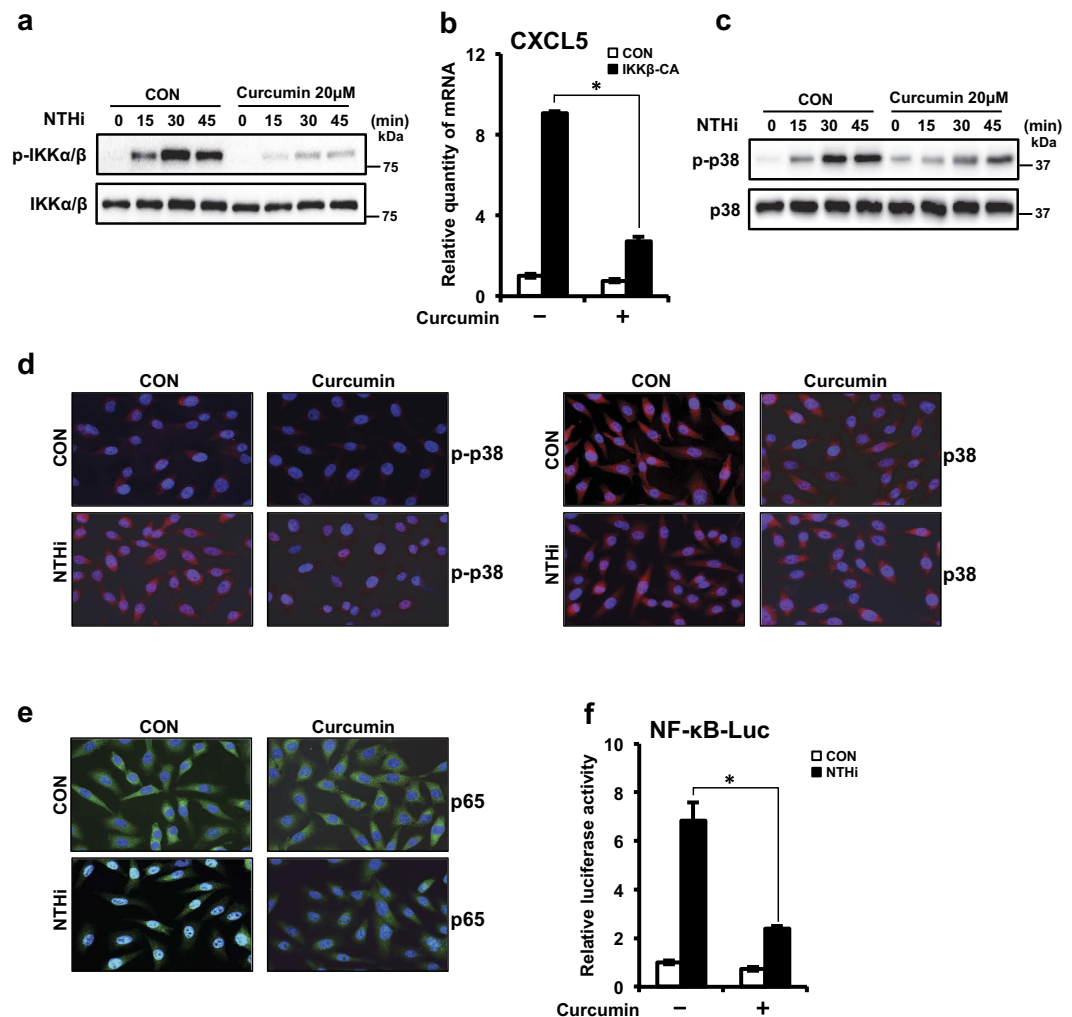 a
CON Curcumin 20μM
NTHi 0 15 30 45 0 15 30 45 (min)
kDa
p-IKKα/β
75
IKKα/β
75
b
CXCL5
CON
IKKβ-CA
*
Relative quantity of mRNA
12
8
4
0
Curcumin − +
c
CON Curcumin 20μM
NTHi 0 15 30 45 0 15 30 45 (min)
kDa
p-p38
37
p38
37
d
CON Curcumin
CON
p-p38
NTHi
p-p38
CON Curcumin
CON
p38
NTHi
p38
e
CON Curcumin
CON
p65
NTHi
p65
f
NF-κB-Luc
CON
NTHi
*
Relative luciferase activity
10
8
6
4
2
0
Curcumin − +